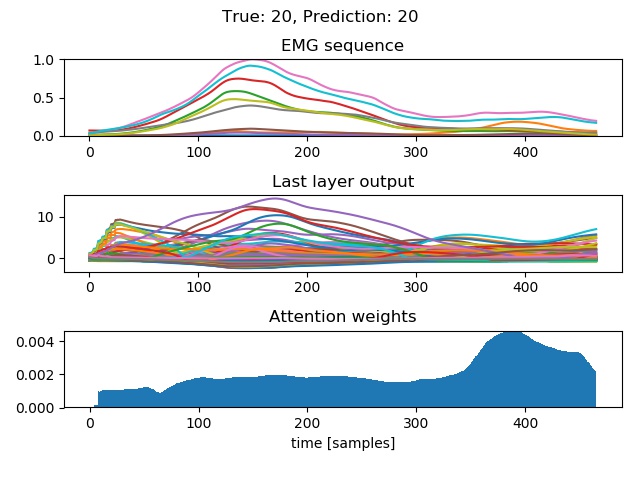 True: 20, Prediction: 20
EMG sequence
1.0
0.5
0.0
0 100 200 300 400
Last layer output
10
0
0 100 200 300 400
Attention weights
0.004
0.002
0.000
0 100 200 300 400
time [samples]